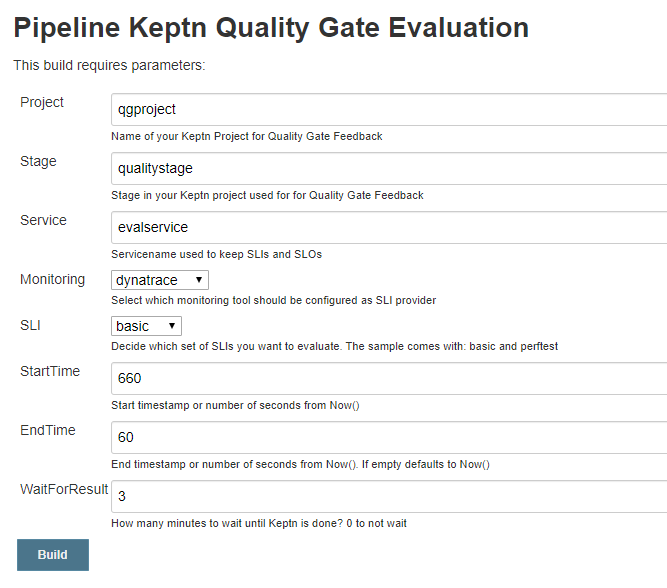 Pipeline Keptn Quality Gate Evaluation
This build requires parameters:
Project
qgproject
Name of your Keptn Project for Quality Gate Feedback
Stage
qualitystage
Stage in your Keptn project used for for Quality Gate Feedback
Service
evalservice
Servicename used to keep SLIs and SLOs
Monitoring
dynatrace
Select which monitoring tool should be configured as SLI provider
SLI
basic
Decide which set of SLIs you want to evaluate. The sample comes with: basic and perftest
StartTime
660
Start timestamp or number of seconds from Now()
EndTime
60
End timestamp or number of seconds from Now(). If empty defaults to Now()
WaitForResult
3
How many minutes to wait until Keptn is done? 0 to not wait
Build